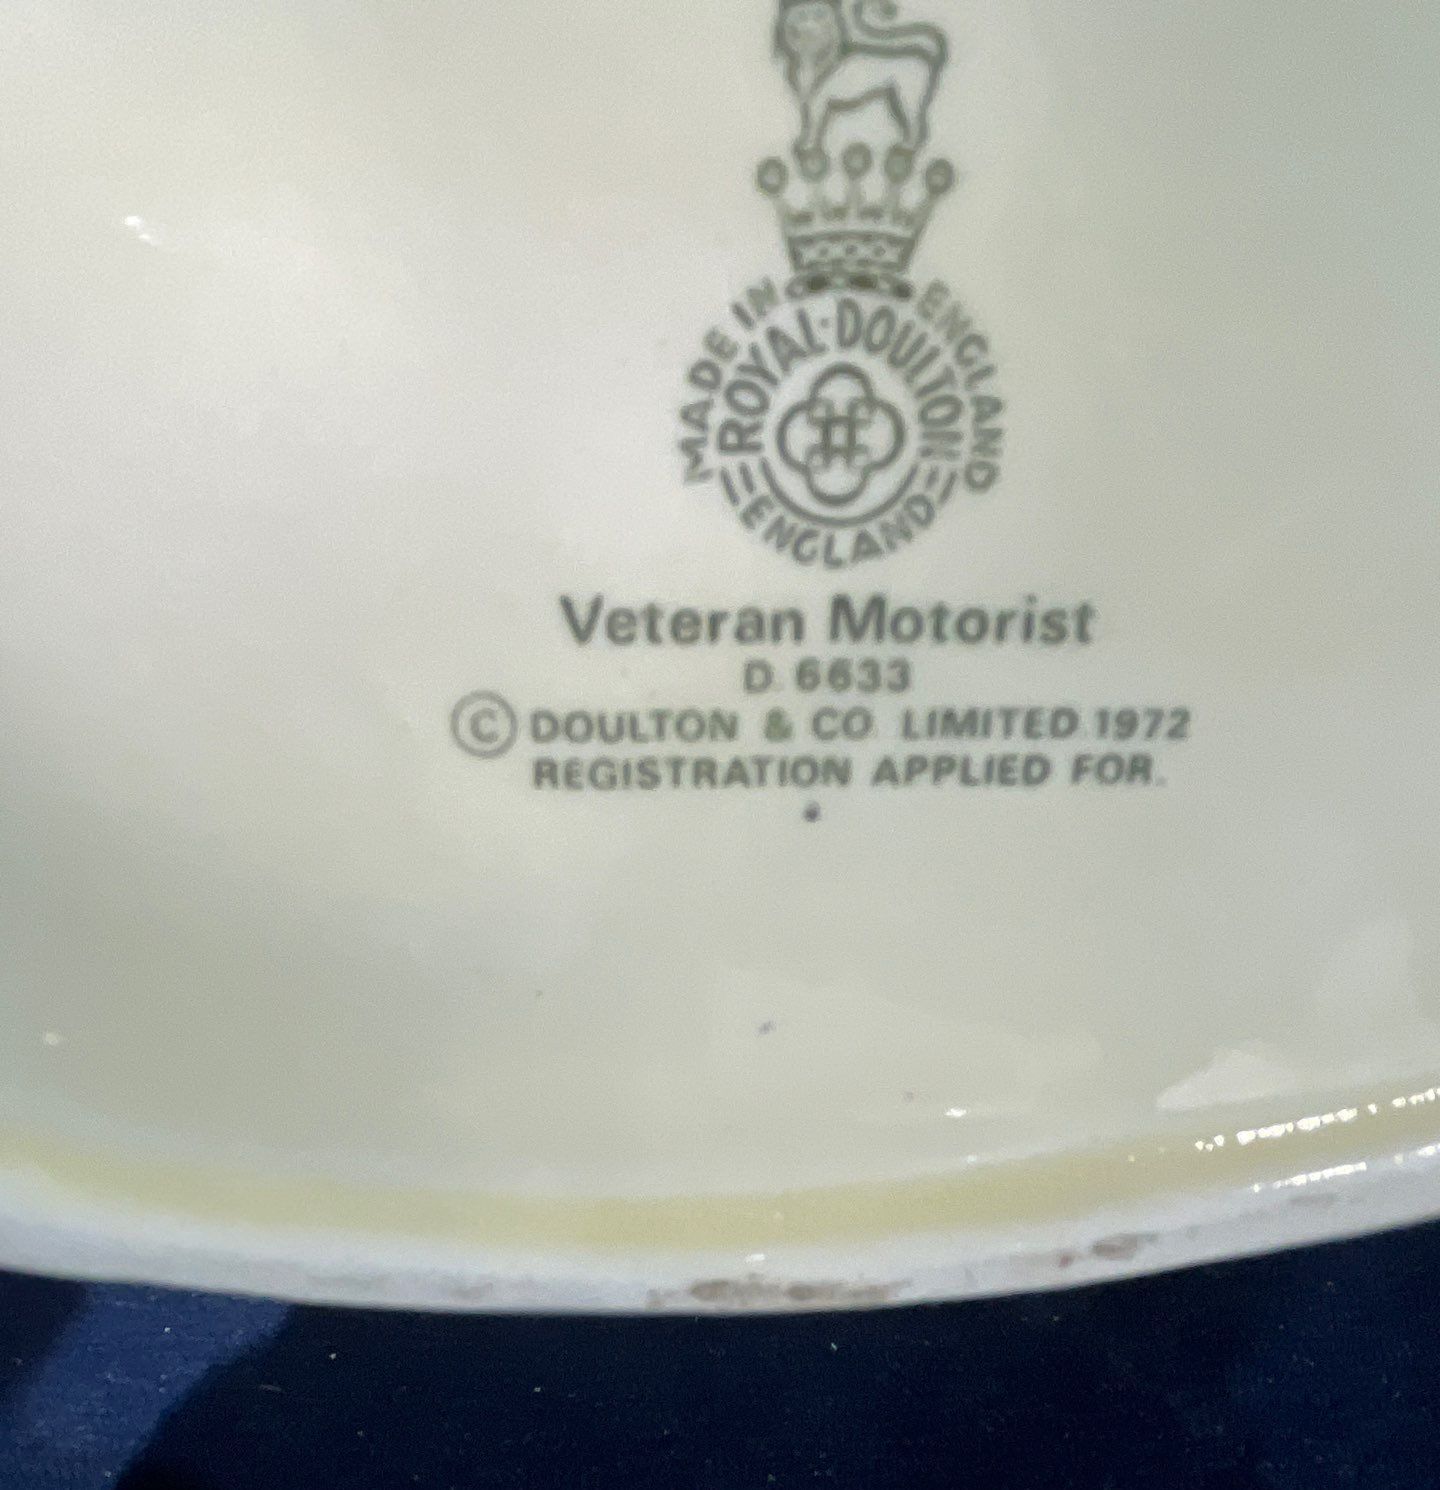 MADE IN ENGLAND
ROYAL·DOULTON
ENGLAND
Veteran Motorist
D. 6633
© DOULTON & CO. LIMITED 1972
REGISTRATION APPLIED FOR.